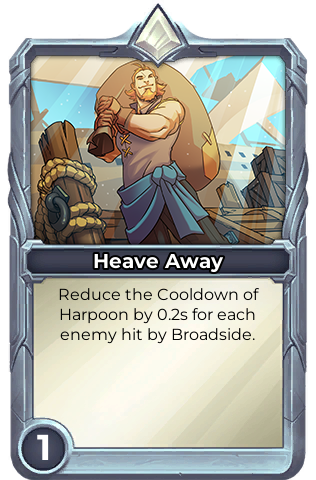 Heave Away
Reduce the Cooldown of
Harpoon by 0.2s for each
enemy hit by Broadside.
1